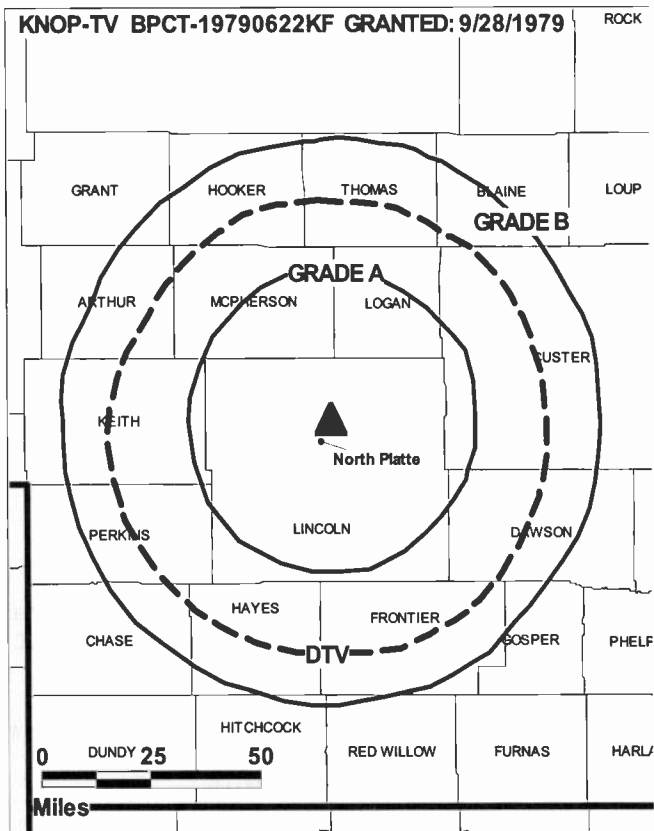 KNOP-TV BPCT-19790622KF GRANTED: 9/28/1979
ROCK
GRANT
HOOKER
THOMAS
BLAINE
LOUP
GRADE B
GRADE A
ARTHUR
MCPHERSON
LOGAN
CUSTER
KEITH
North Platte
LINCOLN
PERKINS
DAWSON
HAYES
FRONTIER
CHASE
DTV
GOSPER
PHELP
HITCHCOCK
0 DUNDY 25 50
RED WILLOW
FURNAS
HARLA
Miles